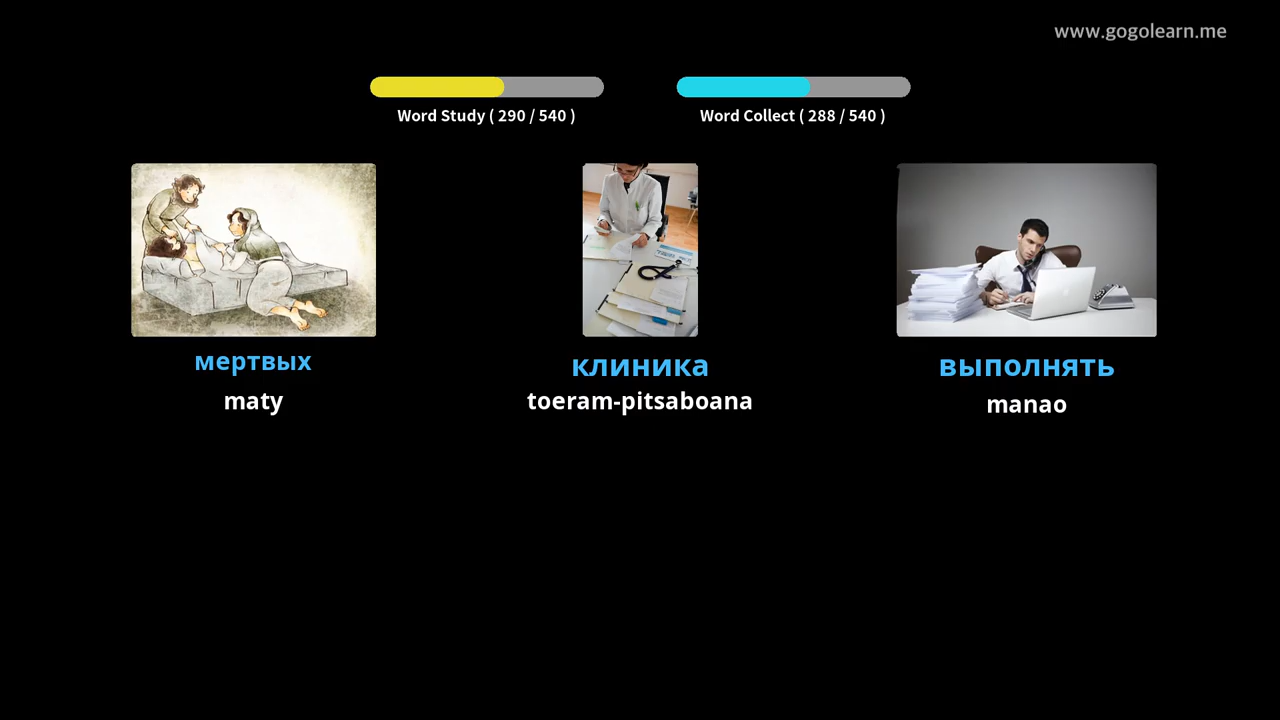 www.gogolearn.me
Word Study ( 290 / 540 )
Word Collect ( 288 / 540 )
мертвых
клиника
выполнять
maty
toeram-pitsaboana
manao